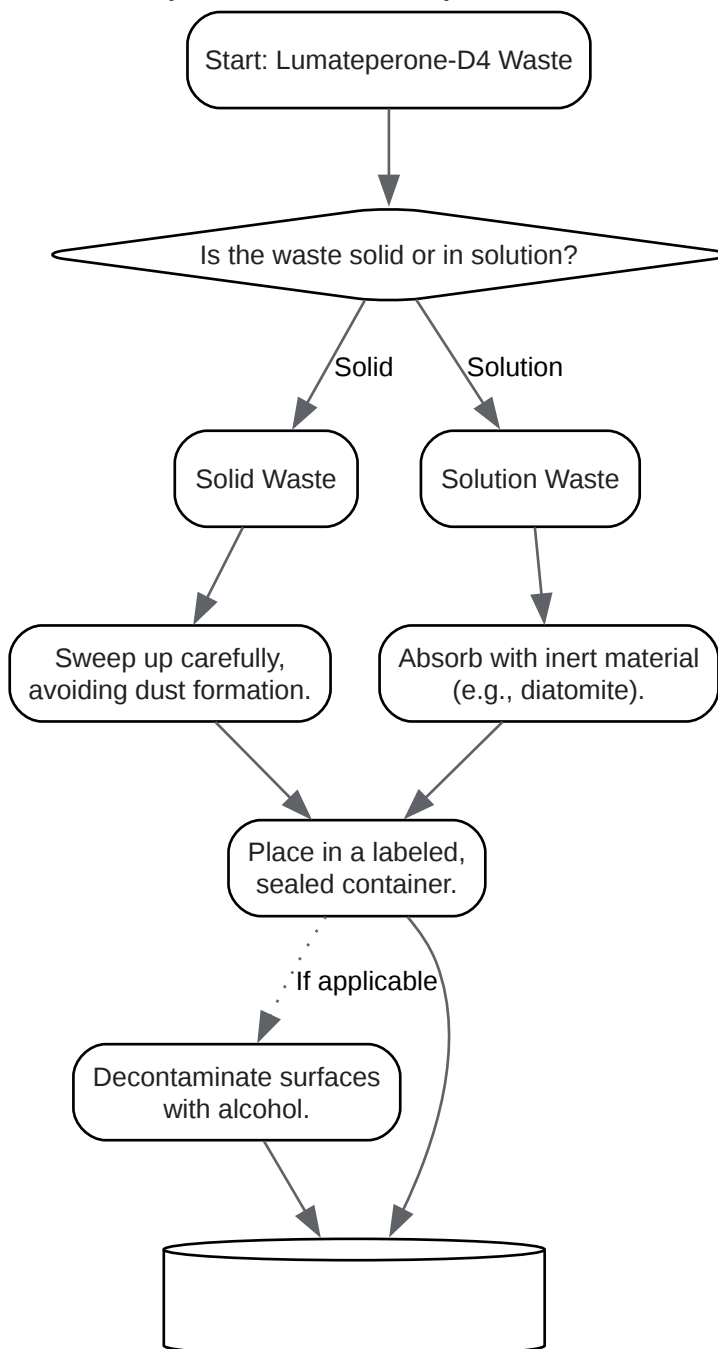 Start: Lumateperone-D4 Waste
Is the waste solid or in solution?
Solid
Solution
Solid Waste
Solution Waste
Sweep up carefully,
avoiding dust formation.
Absorb with inert material
(e.g., diatomite).
Place in a labeled,
sealed container.
If applicable
Decontaminate surfaces
with alcohol.